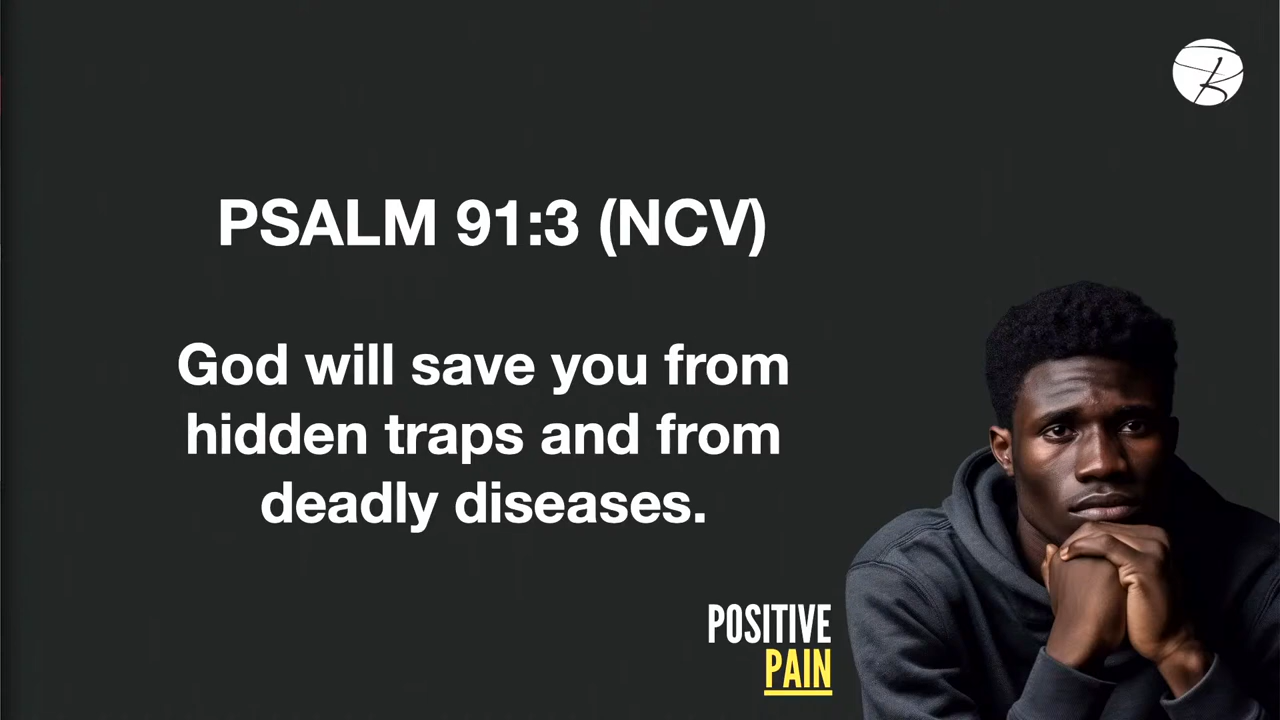 PSALM 91:3 (NCV)
God will save you from
hidden traps and from
deadly diseases.
POSITIVE
PAIN